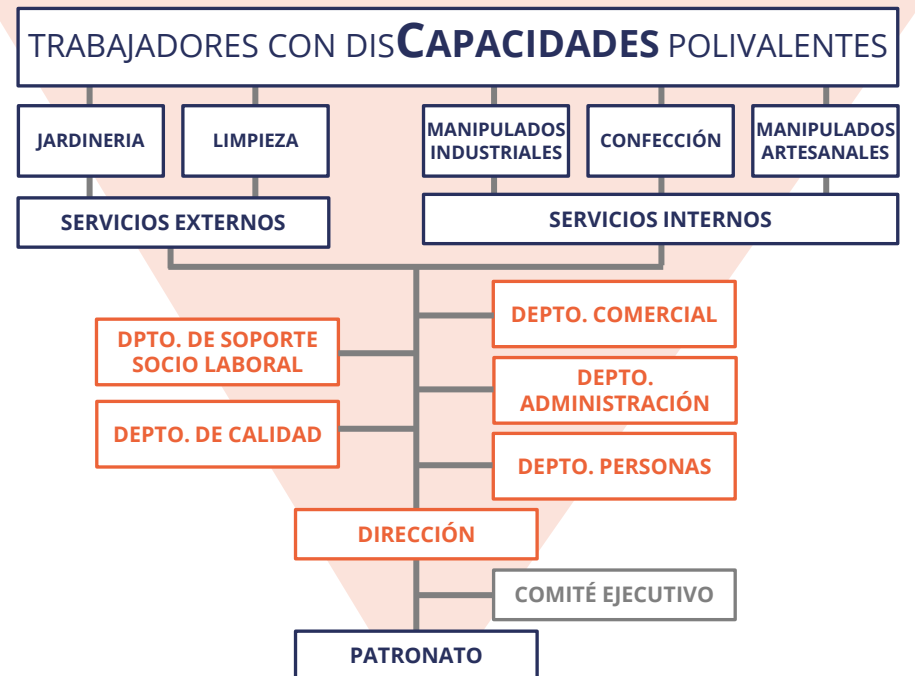 TRABAJADORES CON DISCAPACIDADES POLIVALENTES
JARDINERIA
LIMPIEZA
MANIPULADOS
INDUSTRIALES
CONFECCIÓN
MANIPULADOS
ARTESANALES
SERVICIOS EXTERNOS
SERVICIOS INTERNOS
DEPTO. COMERCIAL
DPTO. DE SOPORTE
SOCIO LABORAL
DEPTO.
ADMINISTRACIÓN
DEPTO. DE CALIDAD
DEPTO. PERSONAS
DIRECCIÓN
COMITÉ EJECUTIVO
PATRONATO